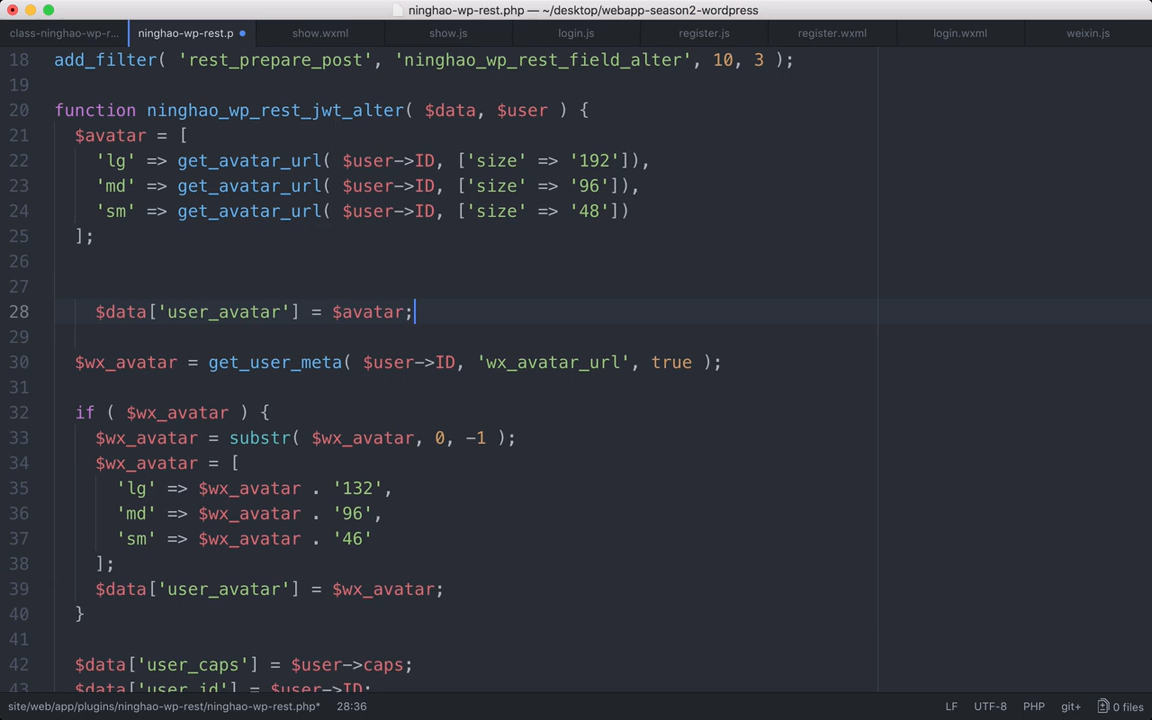 ninghao-wp-rest.php — ~/desktop/webapp-season2-wordpress
class-ninghao-wp-r... ninghao-wp-rest.p show.wxml show.js login.js register.js register.wxml login.wxml weixin.js
18 add_filter( 'rest_prepare_post', 'ninghao_wp_rest_field_alter', 10, 3 );
19
20 function ninghao_wp_rest_jwt_alter( $data, $user ) {
21 $avatar = [
22 'lg' => get_avatar_url( $user->ID, ['size' => '192']),
23 'md' => get_avatar_url( $user->ID, ['size' => '96']),
24 'sm' => get_avatar_url( $user->ID, ['size' => '48'])
25 ];
26
27
28 $data['user_avatar'] = $avatar;
29
30 $wx_avatar = get_user_meta( $user->ID, 'wx_avatar_url', true );
31
32 if ( $wx_avatar ) {
33 $wx_avatar = substr( $wx_avatar, 0, -1 );
34 $wx_avatar = [
35 'lg' => $wx_avatar . '132',
36 'md' => $wx_avatar . '96',
37 'sm' => $wx_avatar . '46'
38 ];
39 $data['user_avatar'] = $wx_avatar;
40 }
41
42 $data['user_caps'] = $user->caps;
43 $data['user_id'] = $user->ID;
site/web/app/plugins/ninghao-wp-rest/ninghao-wp-rest.php* 28:36 LF UTF-8 PHP git+ 0 files